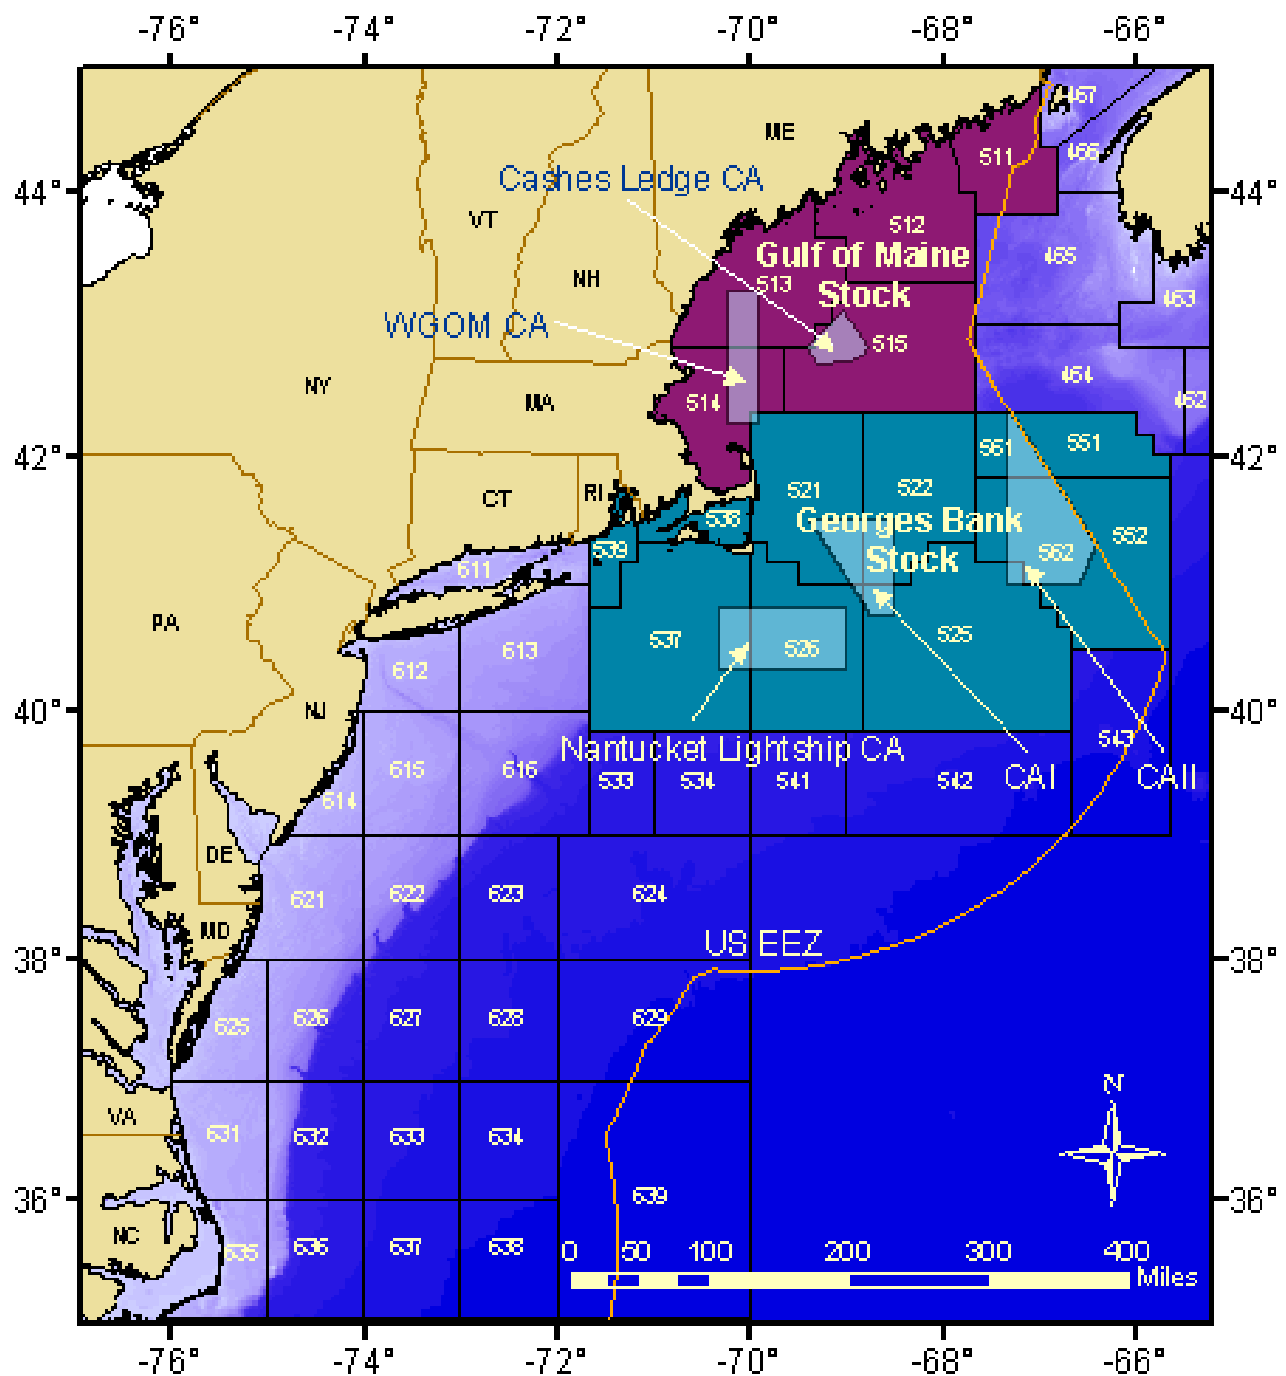 -76° -74° -72° -70° -68° -66°
467
ME
511 466
Cashes Ledge CA
44° 44°
VT 512
Gulf of Maine 465
NH 513
Stock 463
WGOM CA
515
464
NY
MA 514 462
551 551
42° 42°
CT RI 521 522
538 Georges Bank
552
539 Stock 562
611
PA
537 525
613 526
612
NJ
40° 40°
543
Nantucket Lightship CA
615 616 533 534 541 542 CAI CAII
614
DE
621 622 623 624
MD
US EEZ
38° 38°
625 626 627 628 629
N
VA
631 632 633 634
639
36° 36°
NC
635 636 637 638
0 50 100 200 300 400
Miles
-76° -74° -72° -70° -68° -66°